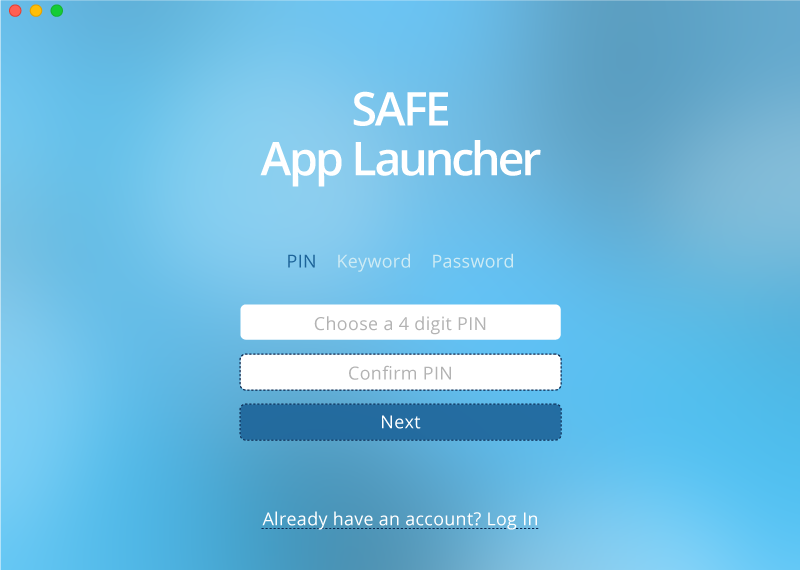 SAFE
App Launcher
PIN Keyword Password
Choose a 4 digit PIN
Confirm PIN
Next
Already have an account? Log In